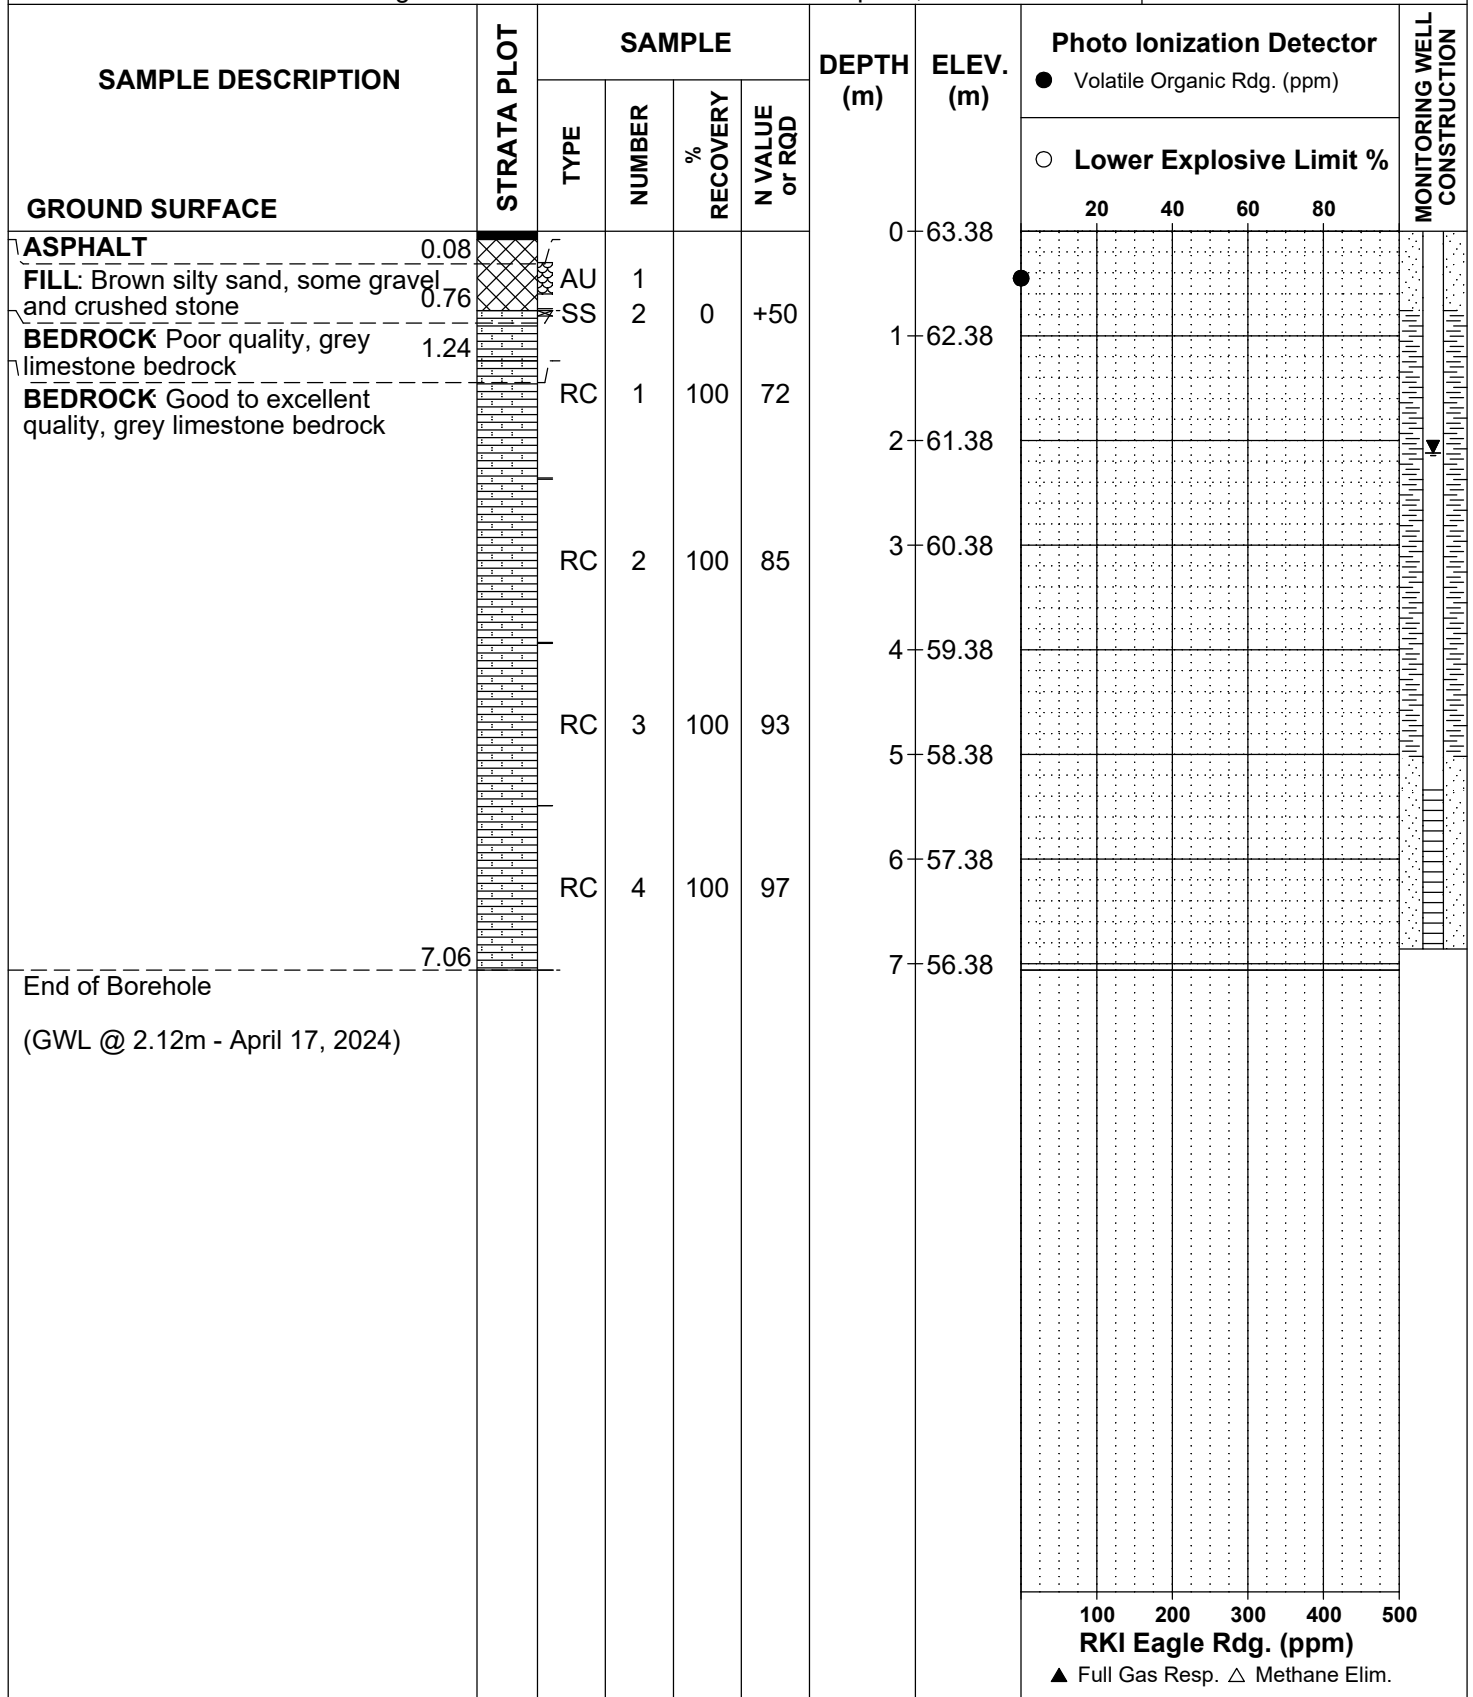 SAMPLE DESCRIPTION
GROUND SURFACE
STRATA PLOT
SAMPLE
TYPE
NUMBER
%
RECOVERY
N VALUE
or RQD
DEPTH
(m)
ELEV.
(m)
Photo Ionization Detector
● Volatile Organic Rdg. (ppm)
○ Lower Explosive Limit %
20 40 60 80
MONITORING WELL
CONSTRUCTION
0 63.38
ASPHALT 0.08
FILL: Brown silty sand, some gravel
and crushed stone 0.76
AU 1
SS 2 0 +50
1 62.38
BEDROCK: Poor quality, grey
limestone bedrock 1.24
BEDROCK: Good to excellent
quality, grey limestone bedrock
RC 1 100 72
2 61.38
3 60.38
RC 2 100 85
4 59.38
RC 3 100 93
5 58.38
6 57.38
RC 4 100 97
7.06
7 56.38
End of Borehole
(GWL @ 2.12m - April 17, 2024)
100 200 300 400 500
RKI Eagle Rdg. (ppm)
▲ Full Gas Resp. △ Methane Elim.